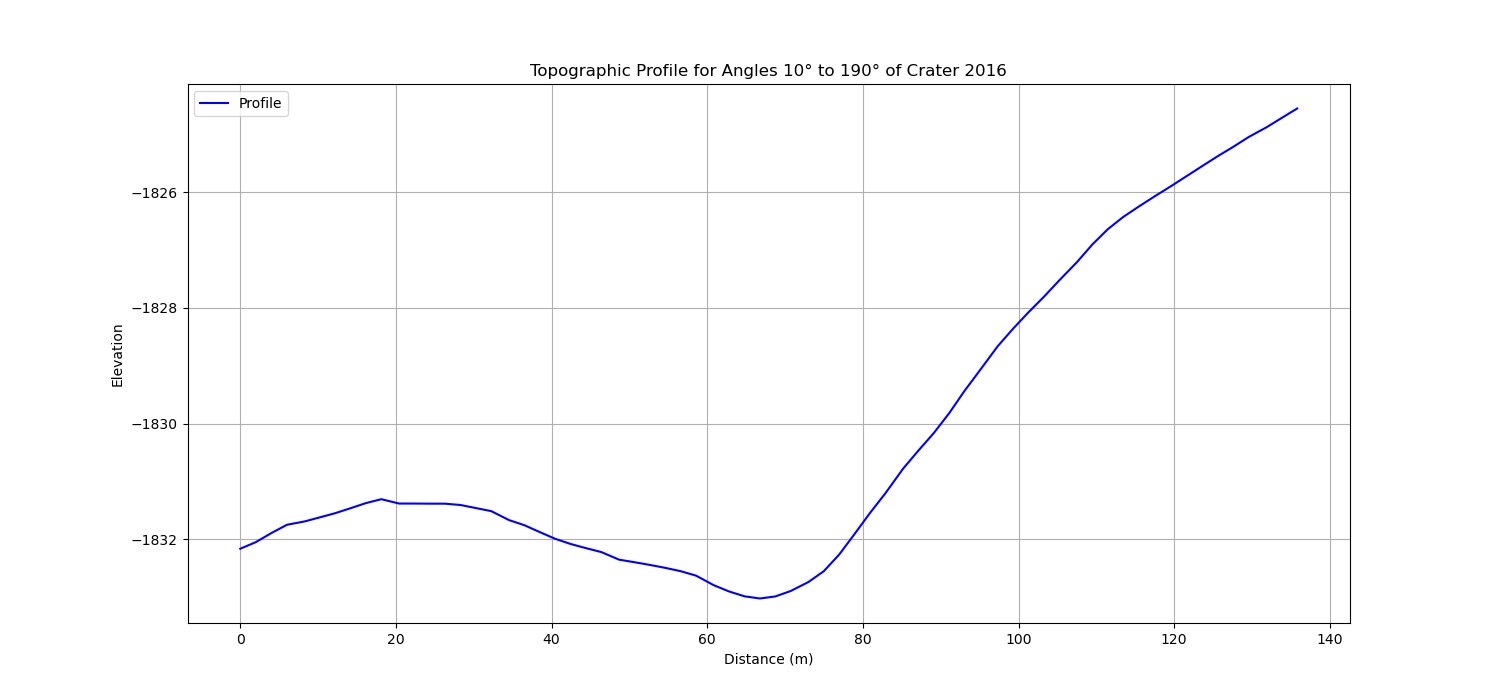 Topographic Profile for Angles 10° to 190° of Crater 2016
Profile
−1826
−1828
−1830
−1832
Elevation
0 20 40 60 80 100 120 140
Distance (m)